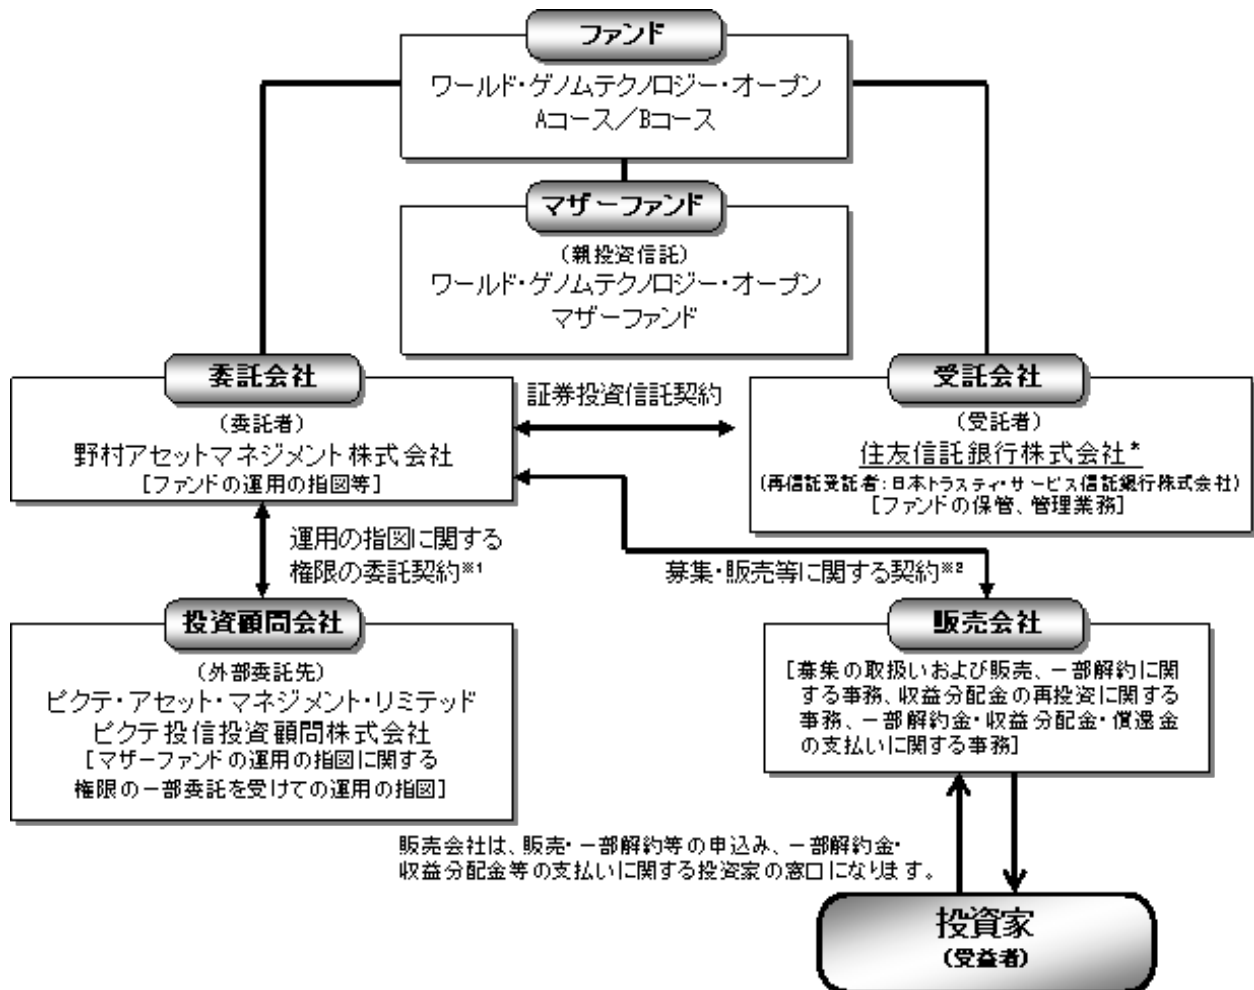 ファンド
ワールド・ゲノムテクノロジー・オープン
Aコース／Bコース
マザーファンド
（親投資信託）
ワールド・ゲノムテクノロジー・オープン
マザーファンド
委託会社
（委託者）
野村アセットマネジメント株式会社
［ファンドの運用の指図等］
証券投資信託契約
受託会社
（受託者）
住友信託銀行株式会社*
（再信託受託者：日本トラスティ・サービス信託銀行株式会社）
［ファンドの保管、管理業務］
運用の指図に関する
権限の委託契約※1
募集・販売等に関する契約※2
投資顧問会社
（外部委託先）
ピクテ・アセット・マネジメント・リミテッド
ピクテ投信投資顧問株式会社
［マザーファンドの運用の指図に関する
権限の一部委託を受けての運用の指図］
販売会社
［募集の取扱いおよび販売、一部解約に関
する事務、収益分配金の再投資に関する
事務、一部解約金・収益分配金・償還金
の支払いに関する事務］
販売会社は、販売・一部解約等の申込み、一部解約金・
収益分配金等の支払いに関する投資家の窓口になります。
投資家
（受益者）